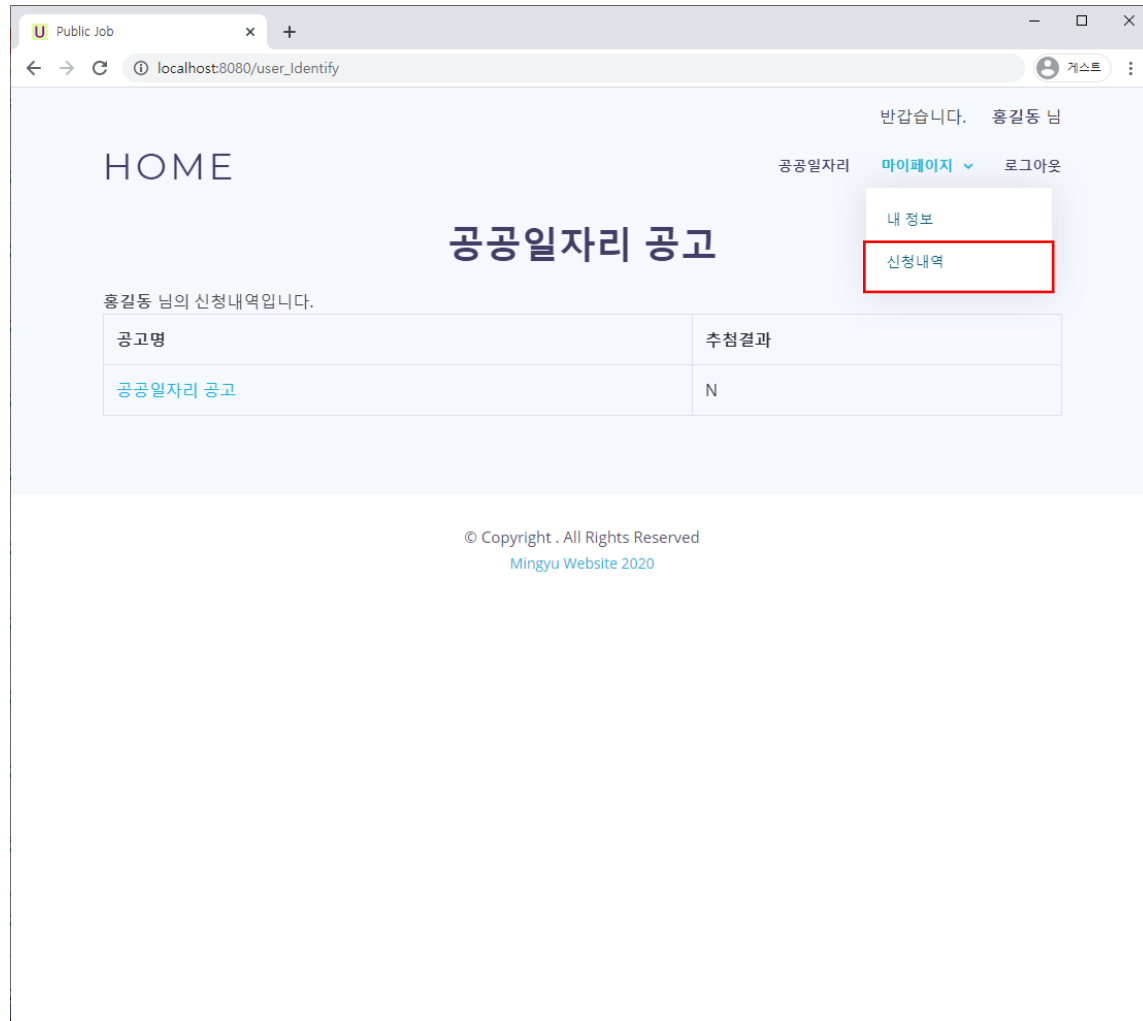 U Public Job
localhost:8080/user_Identify
게스트
반갑습니다. 홍길동 님
HOME
공공일자리 마이페이지 로그아웃
내 정보
신청내역
공공일자리 공고
홍길동 님의 신청내역입니다.
공고명 추첨결과
공공일자리 공고 N
© Copyright . All Rights Reserved
Mingyu Website 2020